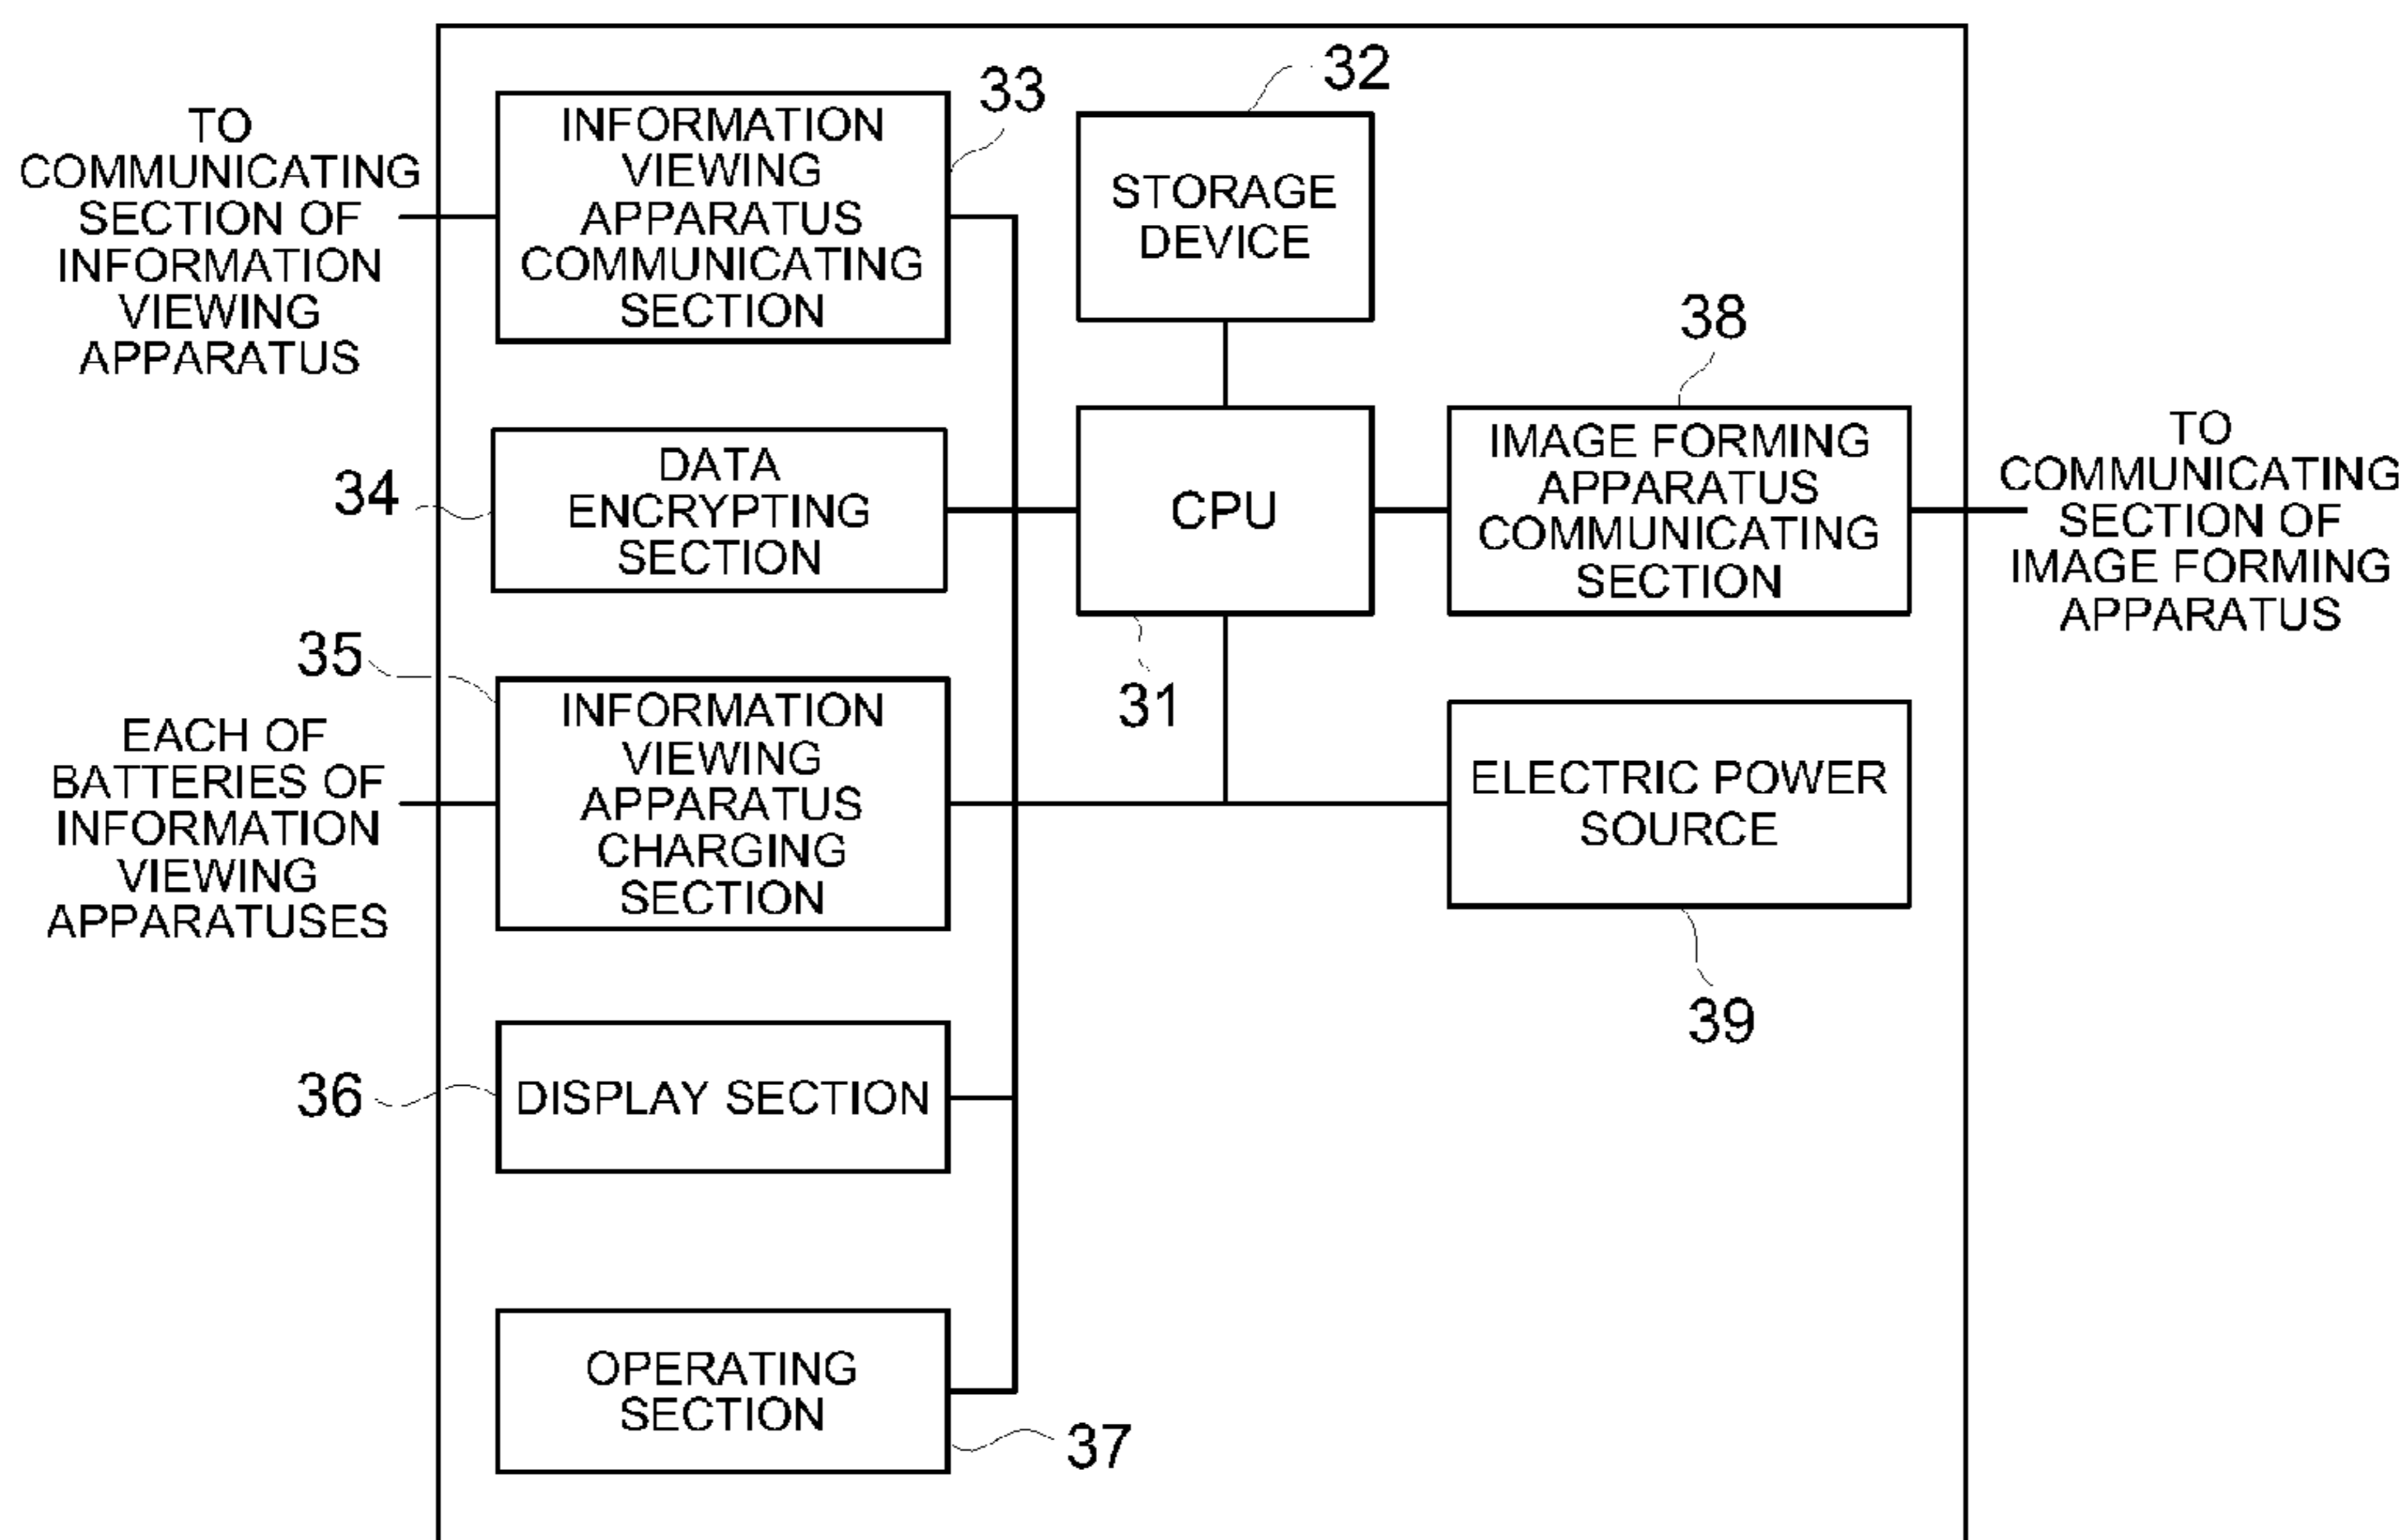 TO
COMMUNICATING
SECTION OF
INFORMATION
VIEWING
APPARATUS
33
INFORMATION
VIEWING
APPARATUS
COMMUNICATING
SECTION
32
STORAGE
DEVICE
34
DATA
ENCRYPTING
SECTION
CPU
31
38
IMAGE FORMING
APPARATUS
COMMUNICATING
SECTION
TO
COMMUNICATING
SECTION OF
IMAGE FORMING
APPARATUS
35
EACH OF
BATTERIES OF
INFORMATION
VIEWING
APPARATUSES
INFORMATION
VIEWING
APPARATUS
CHARGING
SECTION
ELECTRIC POWER
SOURCE
39
36
DISPLAY SECTION
OPERATING
SECTION
37